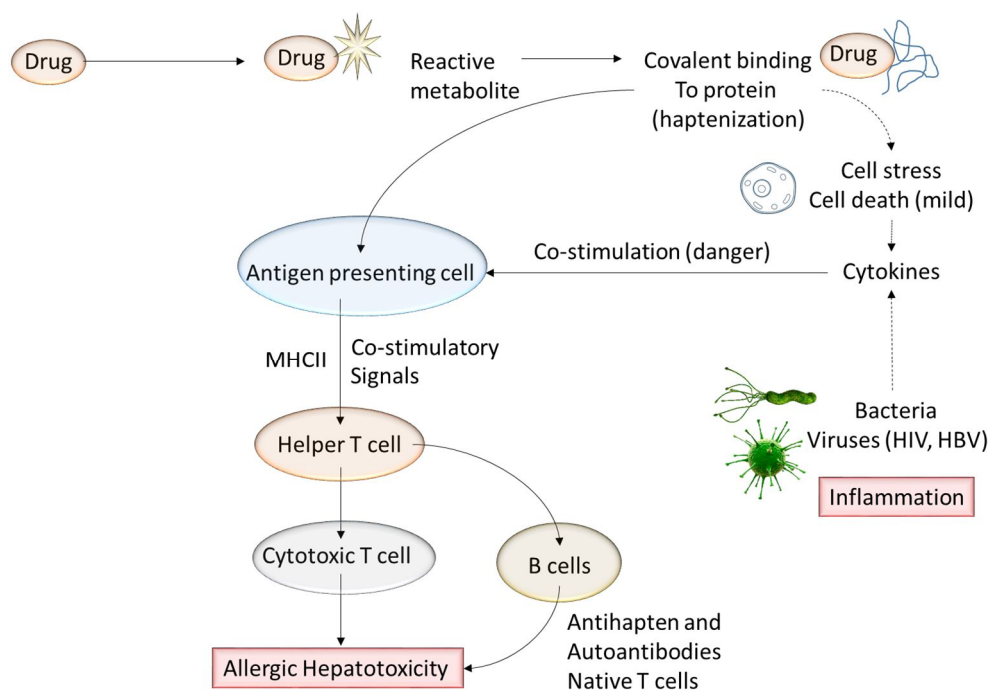 Drug
Drug
Reactive
metabolite
Covalent binding
To protein
(haptenization)
Drug
Cell stress
Cell death (mild)
Co-stimulation (danger)
Cytokines
Antigen presenting cell
MHCII
Co-stimulatory
Signals
Bacteria
Viruses (HIV, HBV)
Inflammation
Helper T cell
Cytotoxic T cell
B cells
Antihapten and
Autoantibodies
Native T cells
Allergic Hepatotoxicity